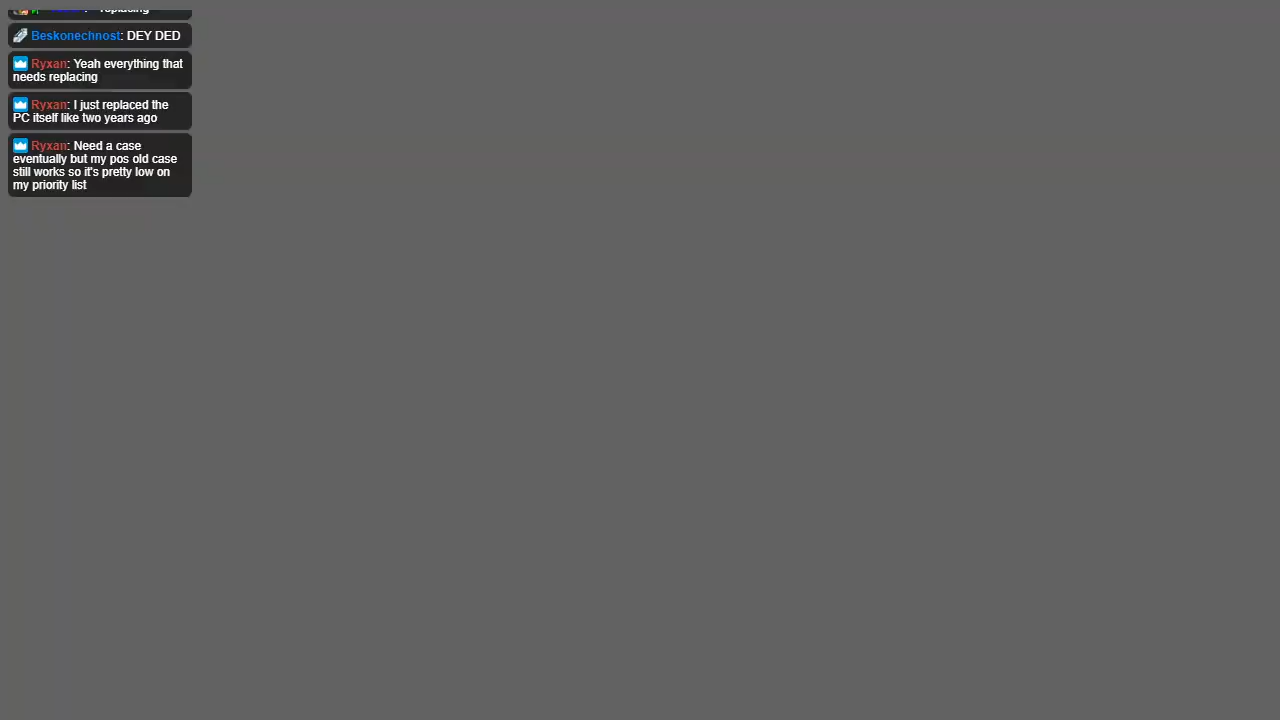 replacing
Beskonechnost: DEY DED
Ryxan: Yeah everything that
needs replacing
Ryxan: I just replaced the
PC itself like two years ago
Ryxan: Need a case
eventually but my pos old case
still works so it's pretty low on
my priority list